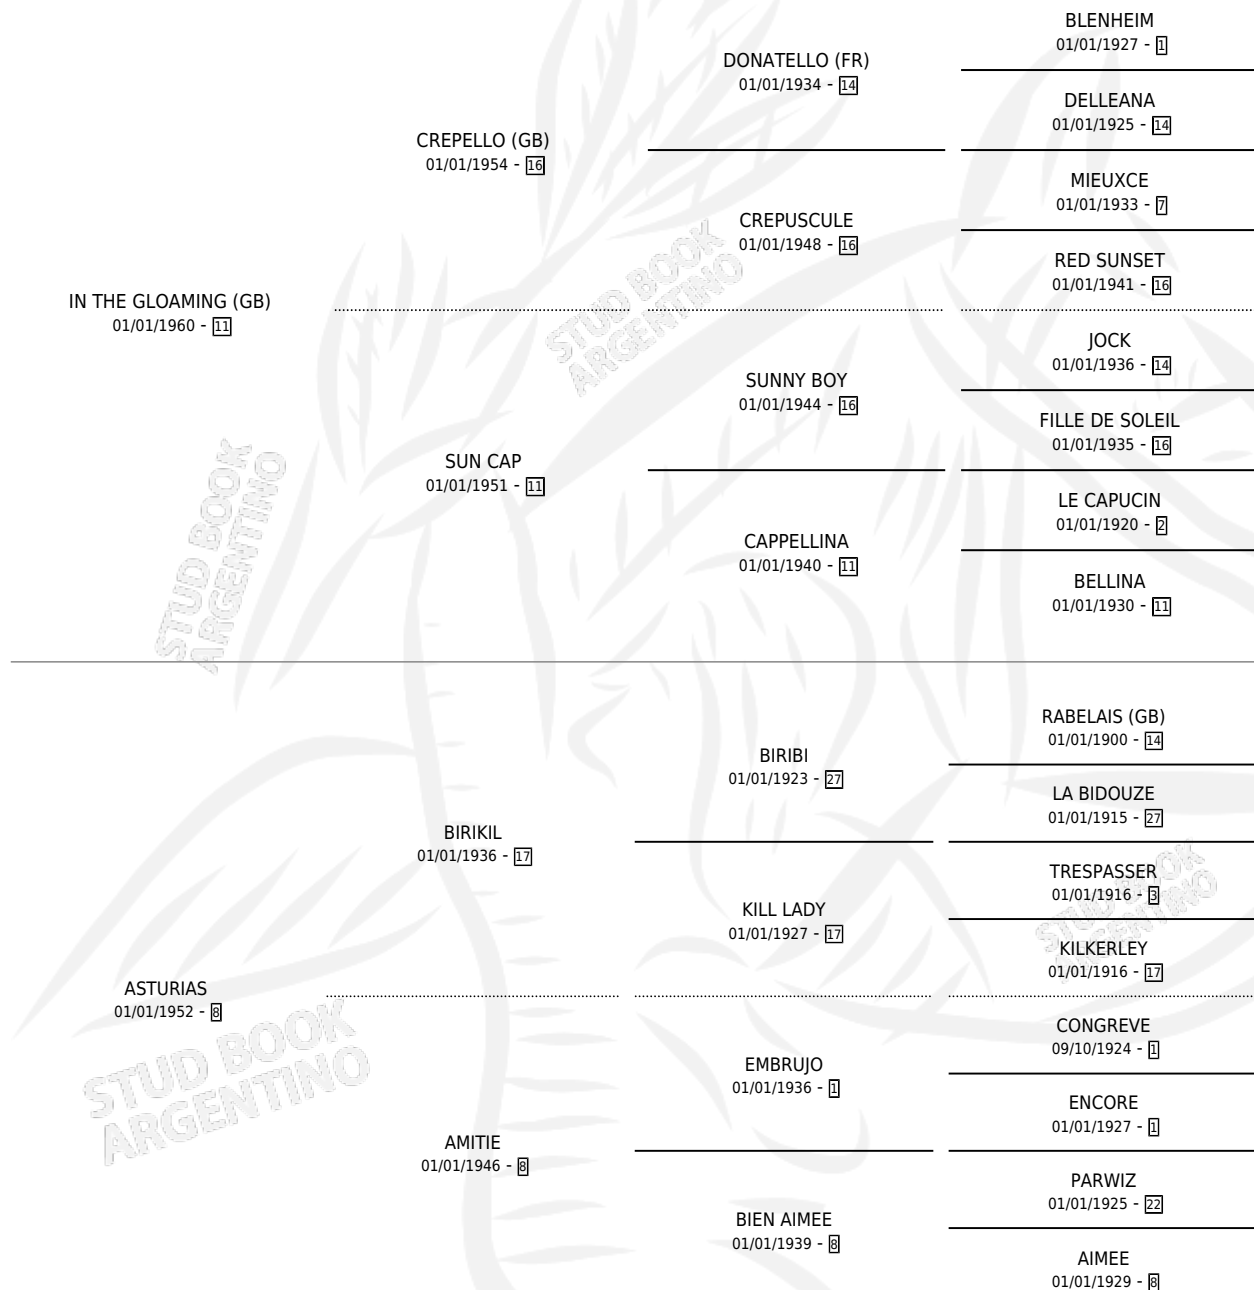 IN THE GLOAMING (GB)
01/01/1960 - 11
CREPELLO (GB)
01/01/1954 - 16
SUN CAP
01/01/1951 - 11
DONATELLO (FR)
01/01/1934 - 14
CREPUSCULE
01/01/1948 - 16
SUNNY BOY
01/01/1944 - 16
CAPPELLINA
01/01/1940 - 11
BLENHEIM
01/01/1927 - 1
DELLEANA
01/01/1925 - 14
MIEUXCE
01/01/1933 - 7
RED SUNSET
01/01/1941 - 16
JOCK
01/01/1936 - 14
FILLE DE SOLEIL
01/01/1935 - 16
LE CAPUCIN
01/01/1920 - 2
BELLINA
01/01/1930 - 11
ASTURIAS
01/01/1952 - 8
BIRIKIL
01/01/1936 - 17
AMITIE
01/01/1946 - 8
BIRIBI
01/01/1923 - 27
KILL LADY
01/01/1927 - 17
EMBRUJO
01/01/1936 - 1
BIEN AIMEE
01/01/1939 - 8
RABELAIS (GB)
01/01/1900 - 14
LA BIDOUZE
01/01/1915 - 27
TRESPASSER
01/01/1916 - 3
KILKERLEY
01/01/1916 - 17
CONGREVE
09/10/1924 - 1
ENCORE
01/01/1927 - 1
PARWIZ
01/01/1925 - 22
AIMEE
01/01/1929 - 8
STUD BOOK
ARGENTINO
STUD BOOK
ARGENTINO
STUD BOOK
ARGENTINO
STUD BOOK
ARGENTINO